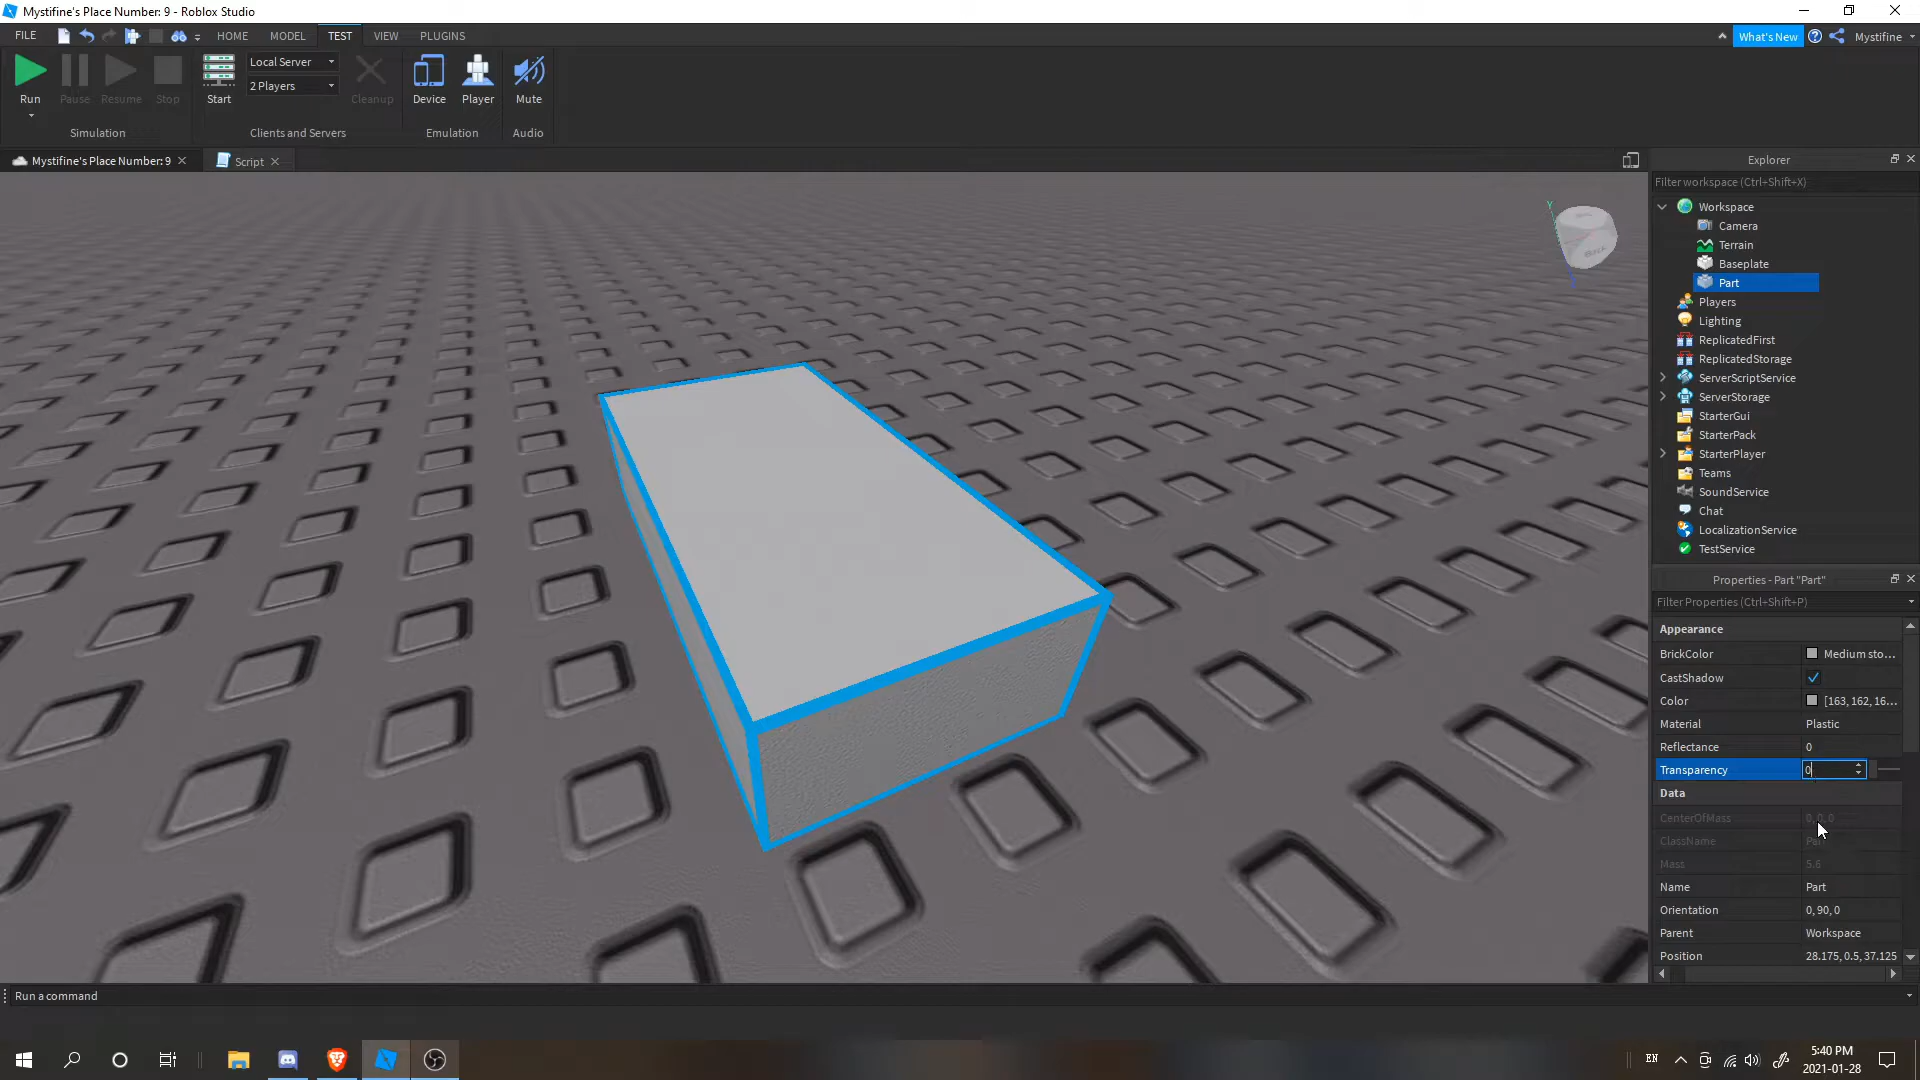 Mystifine's Place Number: 9 - Roblox Studio
FILE HOME MODEL TEST VIEW PLUGINS What's New Mystifine
Run Pause Resume Stop
Simulation
Start Local Server
2 Players
Cleanup
Clients and Servers
Device Player
Emulation
Mute
Audio
Mystifine's Place Number: 9
Script
Y
Explorer
Filter workspace (Ctrl+Shift+X)
Workspace
Camera
Terrain
Baseplate
Part
Players
Lighting
ReplicatedFirst
ReplicatedStorage
ServerScriptService
ServerStorage
StarterGui
StarterPack
StarterPlayer
Teams
SoundService
Chat
LocalizationService
TestService
Properties - Part "Part"
Filter Properties (Ctrl+Shift+P)
Appearance
BrickColor Medium sto...
CastShadow
Color [163, 162, 16...
Material Plastic
Reflectance 0
Transparency 0
Data
CenterOfMass 0, 0, 0
ClassName
Mass 5.6
Name Part
Orientation 0, 90, 0
Parent Workspace
Position 28.175, 0.5, 37.125
Run a command
EN
5:40 PM
2021-01-28